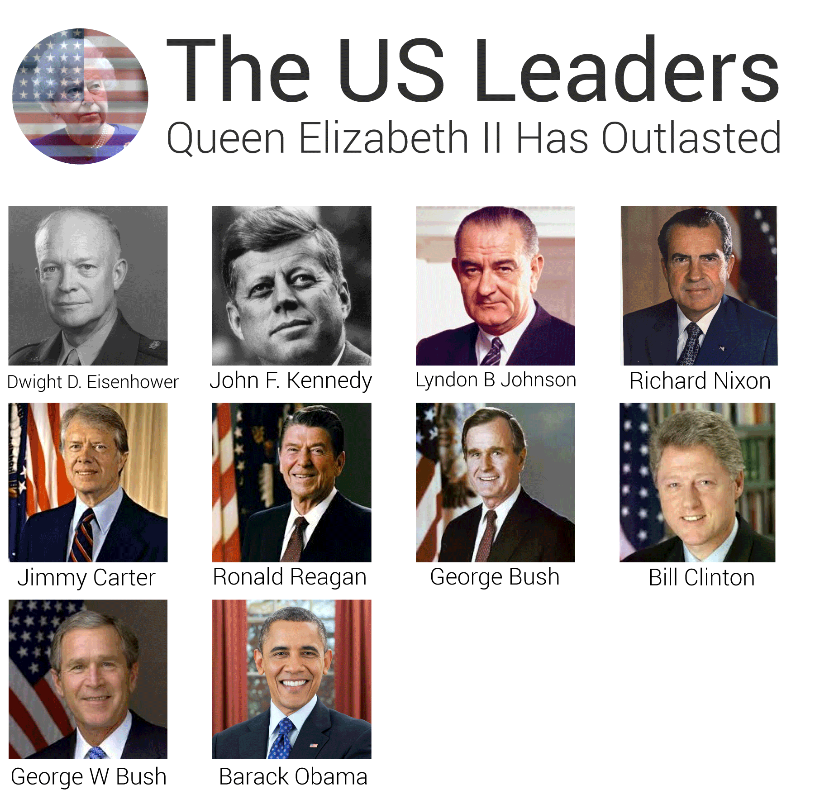 The US Leaders
Queen Elizabeth II Has Outlasted
Dwight D. Eisenhower
John F. Kennedy
Lyndon B Johnson
Richard Nixon
Jimmy Carter
Ronald Reagan
George Bush
Bill Clinton
George W Bush
Barack Obama